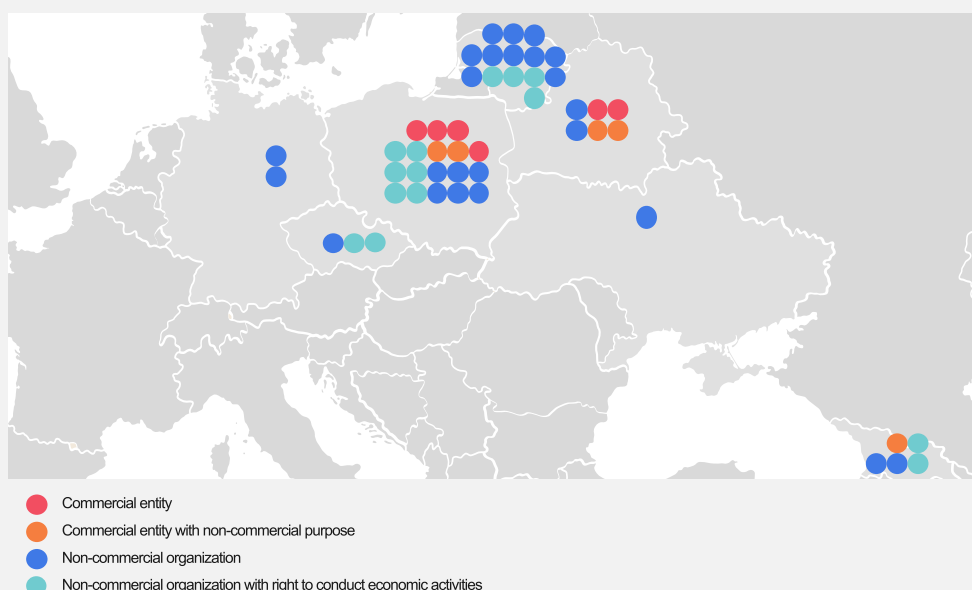 Commercial entity
Commercial entity with non-commercial purpose
Non-commercial organization
Non-commercial organization with right to conduct economic activities